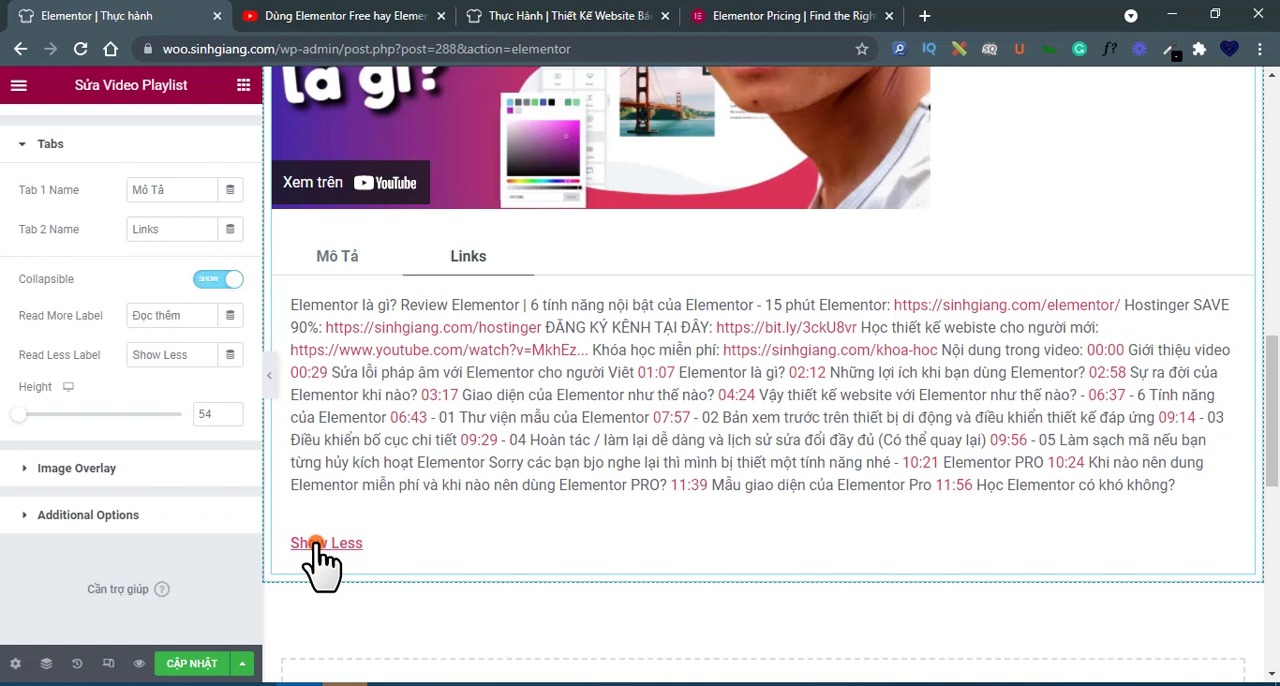 Elementor | Thực hành
Dùng Elementor Free hay Elemen
Thực Hành | Thiết Kế Website Bá
Elementor Pricing | Find the Righ
woo.sinhgiang.com/wp-admin/post.php?post=288&action=elementor
Sửa Video Playlist
Tabs
Tab 1 Name
Mô Tả
Tab 2 Name
Links
Collapsible
SHOW
Read More Label
Đọc thêm
Read Less Label
Show Less
Height
54
Image Overlay
Additional Options
Cần trợ giúp
CẬP NHẬT
là gì?
Xem trên YouTube
Mô Tả
Links
Elementor là gì? Review Elementor | 6 tính năng nội bật của Elementor - 15 phút Elementor: https://sinhgiang.com/elementor/ Hostinger SAVE
90%: https://sinhgiang.com/hostinger ĐĂNG KÝ KÊNH TẠI ĐÂY: https://bit.ly/3ckU8vr Học thiết kế webiste cho người mới:
https://www.youtube.com/watch?v=MkhEz... Khóa học miễn phí: https://sinhgiang.com/khoa-hoc Nội dung trong video: 00:00 Giới thiệu video
00:29 Sửa lỗi pháp âm với Elementor cho người Viêt 01:07 Elementor là gì? 02:12 Những lợi ích khi bạn dùng Elementor? 02:58 Sự ra đời của
Elementor khi nào? 03:17 Giao diện của Elementor như thế nào? 04:24 Vậy thiết kế website với Elementor như thế nào? - 06:37 - 6 Tính năng
của Elementor 06:43 - 01 Thư viện mẫu của Elementor 07:57 - 02 Bản xem trước trên thiết bị di động và điều khiển thiết kế đáp ứng 09:14 - 03
Điều khiển bố cục chi tiết 09:29 - 04 Hoàn tác / làm lại dễ dàng và lịch sử sửa đổi đầy đủ (Có thể quay lại) 09:56 - 05 Làm sạch mã nếu bạn
từng hủy kích hoạt Elementor Sorry các bạn bjo nghe lại thì mình bị thiết một tính năng nhé - 10:21 Elementor PRO 10:24 Khi nào nên dung
Elementor miễn phí và khi nào nên dùng Elementor PRO? 11:39 Mẫu giao diện của Elementor Pro 11:56 Học Elementor có khó không?
Show Less